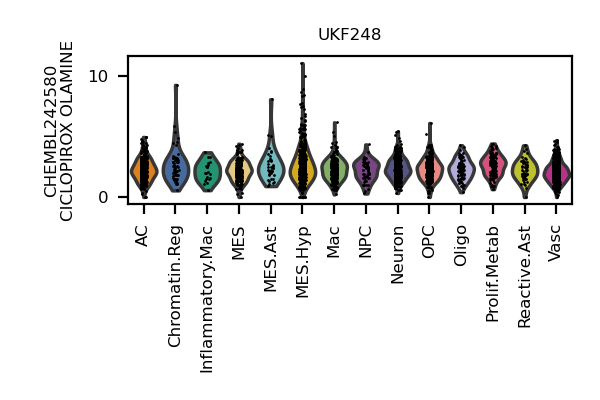 UKF248
CHEMBL242580
CICLOPIROX OLAMINE
10
0
AC
Chromatin.Reg
Inflammatory.Mac
MES
MES.Ast
MES.Hyp
Mac
NPC
Neuron
OPC
Oligo
Prolif.Metab
Reactive.Ast
Vasc